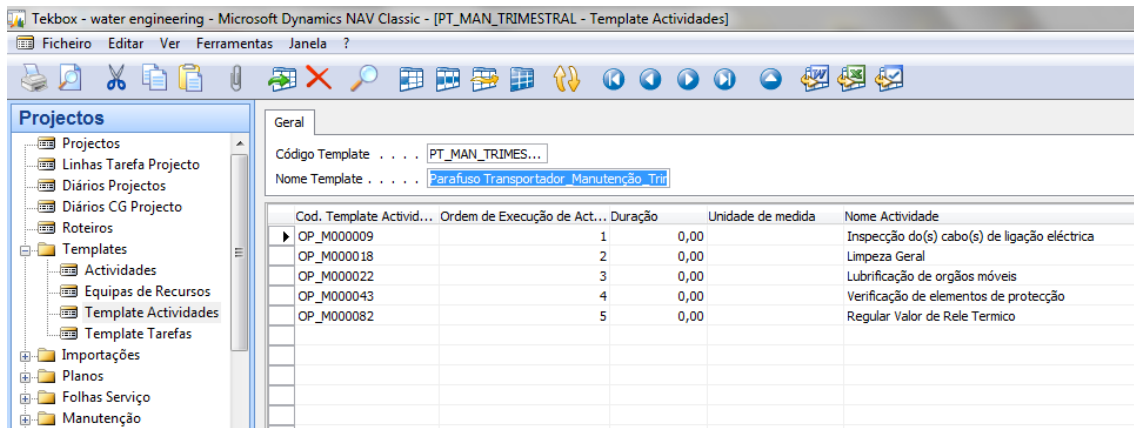 Tekbox - water engineering - Microsoft Dynamics NAV Classic - [PT_MAN_TRIMESTRAL - Template Actividades]
Ficheiro Editar Ver Ferramentas Janela ?
Projectos
Projectos
Linhas Tarefa Projecto
Diários Projectos
Diários CG Projecto
Roteiros
Templates
Actividades
Equipas de Recursos
Template Actividades
Template Tarefas
Importações
Planos
Folhas Serviço
Manutenção
Geral
Código Template . . . . PT_MAN_TRIMES...
Nome Template . . . . . Parafuso Transportador_Manutenção_Trir
Cod. Template Activid... Ordem de Execução de Act... Duração Unidade de medida Nome Actividade
OP_M000009 1 0,00 Inspecção do(s) cabo(s) de ligação eléctrica
OP_M000018 2 0,00 Limpeza Geral
OP_M000022 3 0,00 Lubrificação de orgãos móveis
OP_M000043 4 0,00 Verificação de elementos de protecção
OP_M000082 5 0,00 Regular Valor de Rele Termico